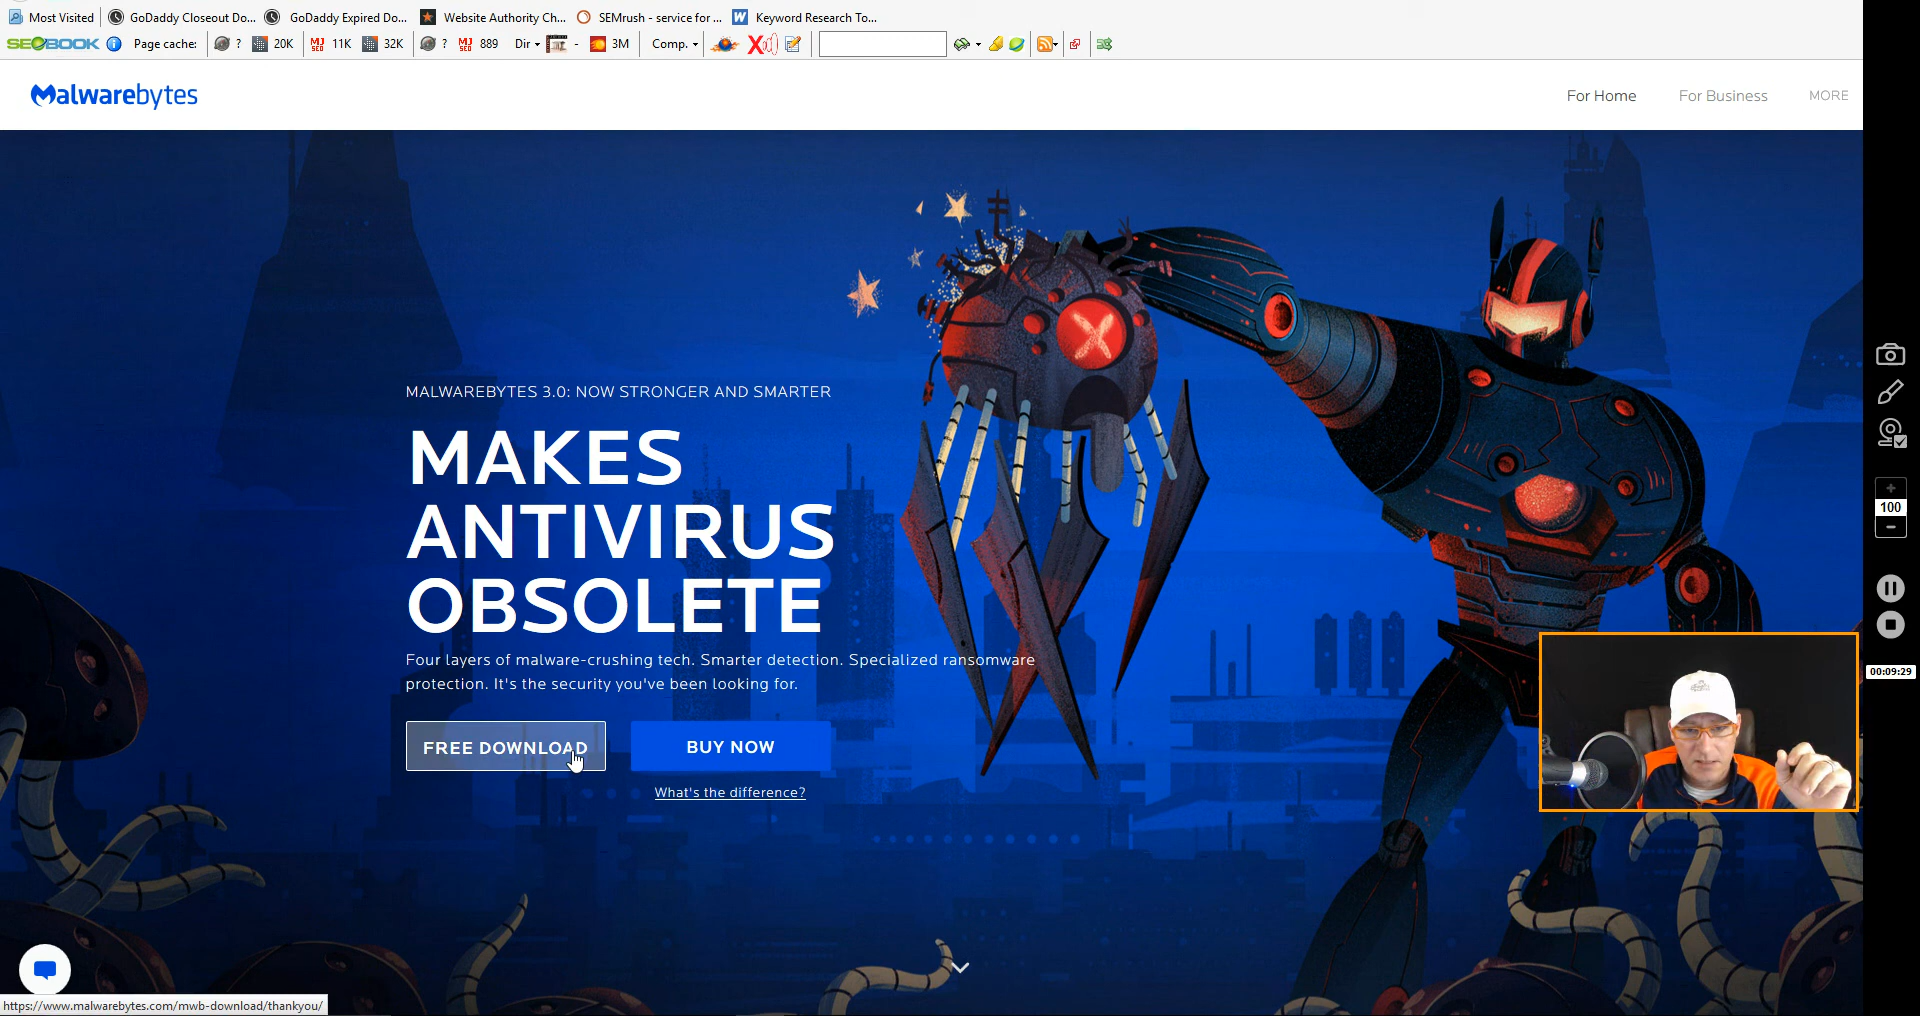 Most Visited GoDaddy Closeout Do... GoDaddy Expired Do... Website Authority Ch... SEMrush - service for ... Keyword Research To...
SEOBOOK Page cache: ? 20K 11K 32K ? 889 Dir - 3M Comp.
Malwarebytes For Home For Business MORE
MALWAREBYTES 3.0: NOW STRONGER AND SMARTER
MAKES
ANTIVIRUS
OBSOLETE
Four layers of malware-crushing tech. Smarter detection. Specialized ransomware
protection. It's the security you've been looking for.
FREE DOWNLOAD BUY NOW
What's the difference?
100
00:09:29
https://www.malwarebytes.com/mwb-download/thankyou/